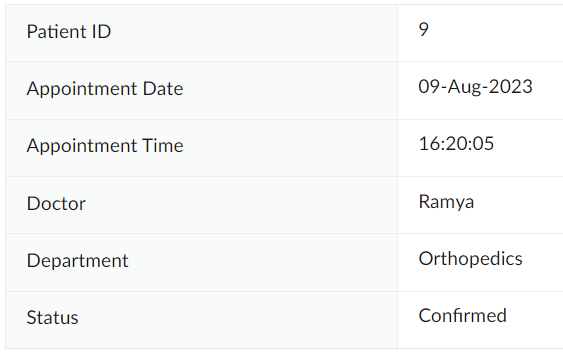 Patient ID 9
Appointment Date 09-Aug-2023
Appointment Time 16:20:05
Doctor Ramya
Department Orthopedics
Status Confirmed